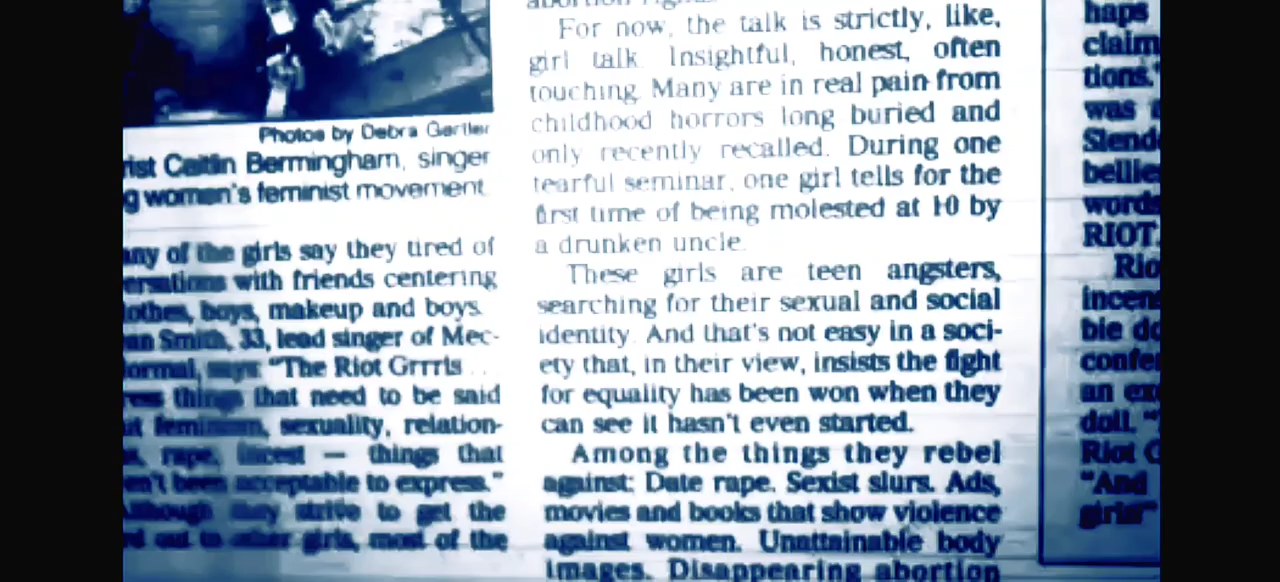 Photos by Debra Gertler
rist Caitlin Bermingham, singer
g women's feminist movement
any of the girls say they tired of
ersations with friends centering
lothes, boys, makeup and boys.
an Smith, 33, lead singer of Mec-
ormal, says "The Riot Grrrls . .
ress things that need to be said
ut feminism, sexuality, relation-
s, rape, incest — things that
en't been acceptable to express."
Although they strive to get the
rd out to other girls, most of the
For now, the talk is strictly, like,
girl talk Insightful, honest, often
touching. Many are in real pain from
childhood horrors long buried and
only recently recalled. During one
tearful seminar, one girl tells for the
first time of being molested at 10 by
a drunken uncle.
These girls are teen angsters,
searching for their sexual and social
identity. And that's not easy in a soci-
ety that, in their view, insists the fight
for equality has been won when they
can see it hasn't even started.
Among the things they rebel
against: Date rape. Sexist slurs. Ads,
movies and books that show violence
against women. Unattainable body
images. Disappearing abortion
haps
claim
tions.
was
Slend
bellie
words
RIOT.
Rio
incen
ble do
confe
an
doll. "
Riot G
"And
girls"